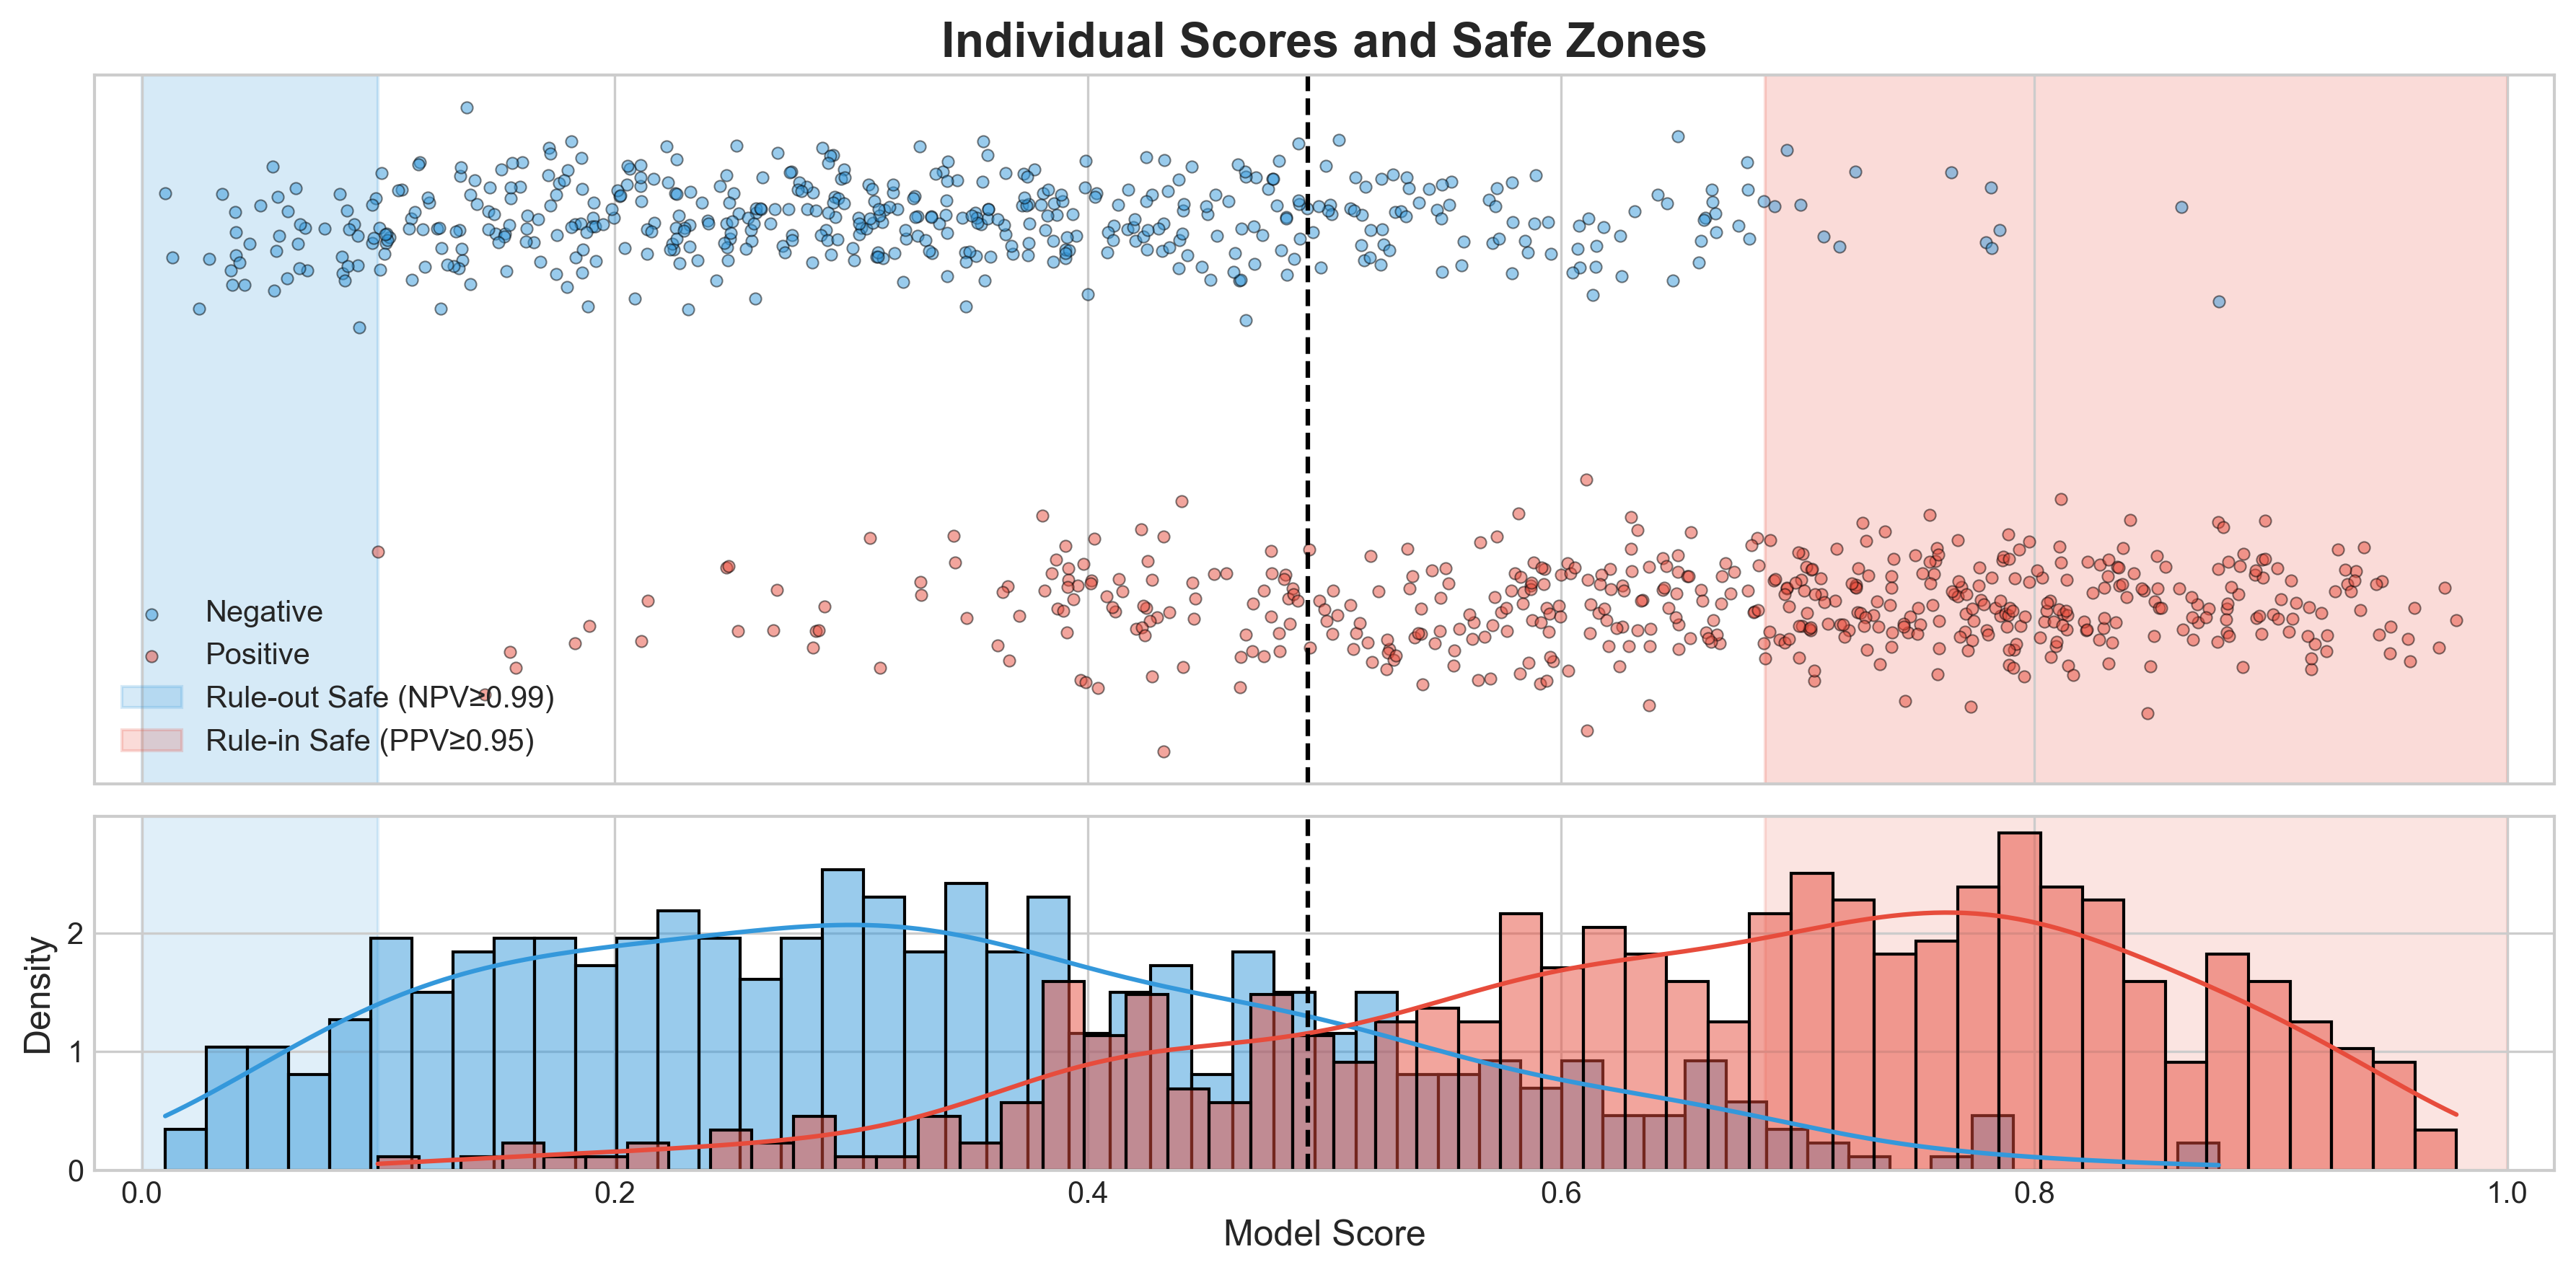 Individual Scores and Safe Zones
Negative
Positive
Rule-out Safe (NPV≥0.99)
Rule-in Safe (PPV≥0.95)
Density
2
1
0
0.0 0.2 0.4 0.6 0.8 1.0
Model Score